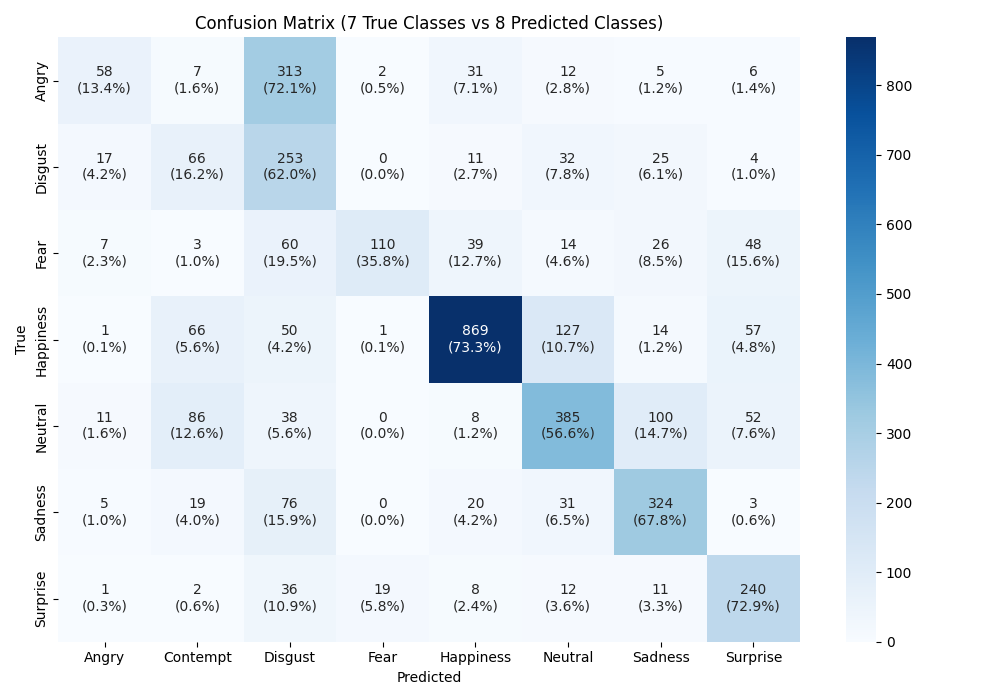 Confusion Matrix (7 True Classes vs 8 Predicted Classes)
True
Angry
58 7 313 2 31 12 5 6
(13.4%) (1.6%) (72.1%) (0.5%) (7.1%) (2.8%) (1.2%) (1.4%)
Disgust
17 66 253 0 11 32 25 4
(4.2%) (16.2%) (62.0%) (0.0%) (2.7%) (7.8%) (6.1%) (1.0%)
Fear
7 3 60 110 39 14 26 48
(2.3%) (1.0%) (19.5%) (35.8%) (12.7%) (4.6%) (8.5%) (15.6%)
Happiness
1 66 50 1 869 127 14 57
(0.1%) (5.6%) (4.2%) (0.1%) (73.3%) (10.7%) (1.2%) (4.8%)
Neutral
11 86 38 0 8 385 100 52
(1.6%) (12.6%) (5.6%) (0.0%) (1.2%) (56.6%) (14.7%) (7.6%)
Sadness
5 19 76 0 20 31 324 3
(1.0%) (4.0%) (15.9%) (0.0%) (4.2%) (6.5%) (67.8%) (0.6%)
Surprise
1 2 36 19 8 12 11 240
(0.3%) (0.6%) (10.9%) (5.8%) (2.4%) (3.6%) (3.3%) (72.9%)
Angry Contempt Disgust Fear Happiness Neutral Sadness Surprise
Predicted
800
700
600
500
400
300
200
100
0